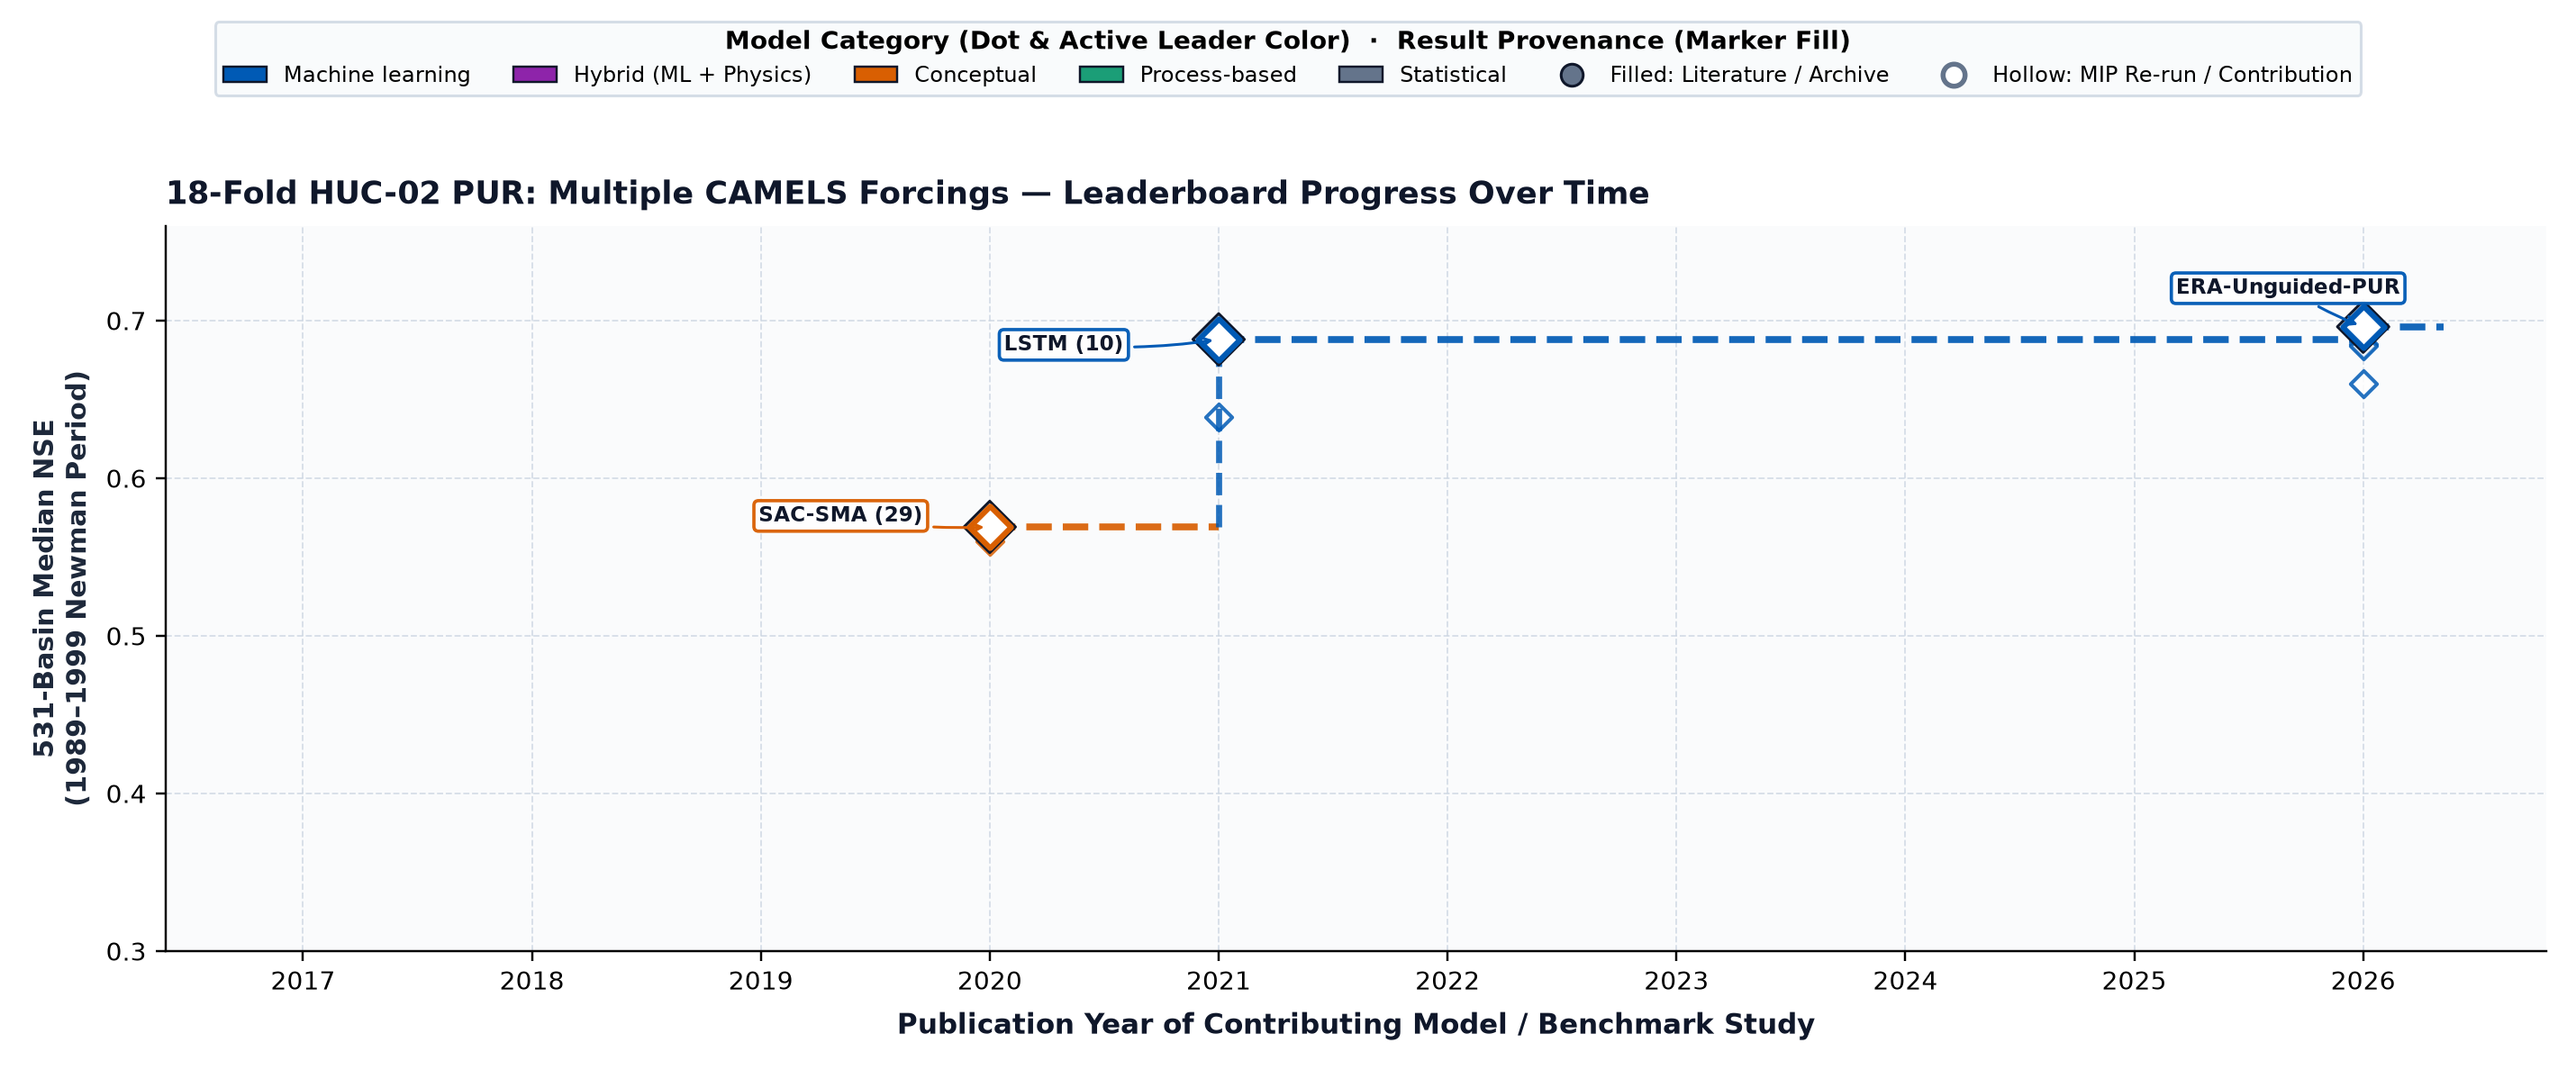 Model Category (Dot & Active Leader Color)  ·  Result Provenance (Marker Fill)
Machine learning
Hybrid (ML + Physics)
Conceptual
Process-based
Statistical
Filled: Literature / Archive
Hollow: MIP Re-run / Contribution
18-Fold HUC-02 PUR: Multiple CAMELS Forcings — Leaderboard Progress Over Time
531-Basin Median NSE
(1989–1999 Newman Period)
0.7
0.6
0.5
0.4
0.3
ERA-Unguided-PUR
LSTM (10)
SAC-SMA (29)
2017
2018
2019
2020
2021
2022
2023
2024
2025
2026
Publication Year of Contributing Model / Benchmark Study